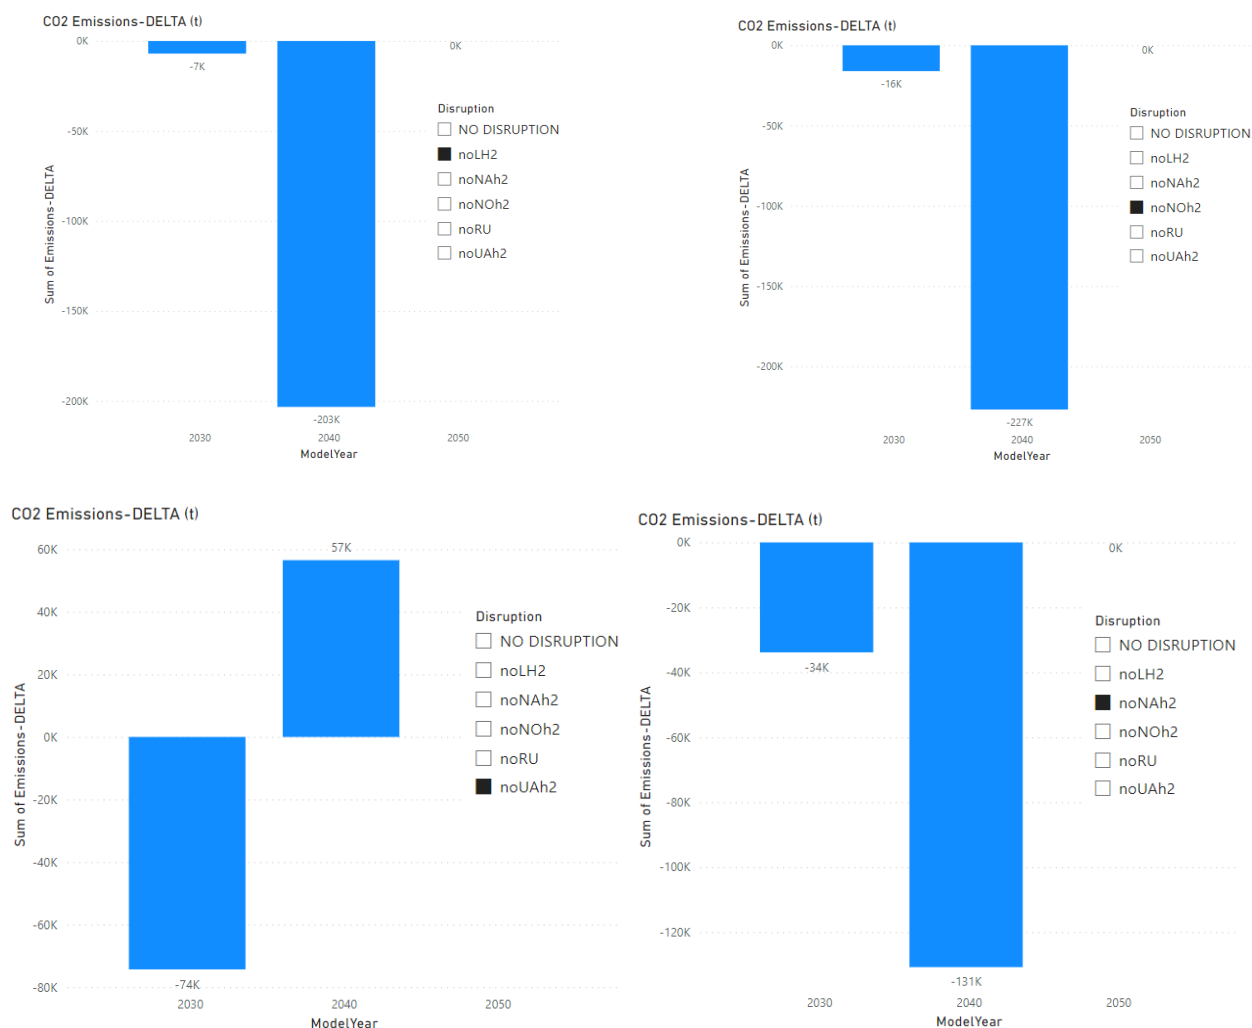 CO2 Emissions-DELTA (t)
0K
-50K
-100K
-150K
-200K
Sum of Emissions-DELTA
-7K
-203K
0K
2030
2040
2050
ModelYear
Disruption
NO DISRUPTION
noLH2
noNAh2
noNOh2
noRU
noUAh2
CO2 Emissions-DELTA (t)
0K
-50K
-100K
-150K
-200K
Sum of Emissions-DELTA
-16K
-227K
0K
2030
2040
2050
ModelYear
Disruption
NO DISRUPTION
noLH2
noNAh2
noNOh2
noRU
noUAh2
CO2 Emissions-DELTA (t)
60K
40K
20K
0K
-20K
-40K
-60K
-80K
Sum of Emissions-DELTA
57K
-74K
2030
2040
2050
ModelYear
Disruption
NO DISRUPTION
noLH2
noNAh2
noNOh2
noRU
noUAh2
CO2 Emissions-DELTA (t)
0K
-20K
-40K
-60K
-80K
-100K
-120K
Sum of Emissions-DELTA
-34K
-131K
0K
2030
2040
2050
ModelYear
Disruption
NO DISRUPTION
noLH2
noNAh2
noNOh2
noRU
noUAh2